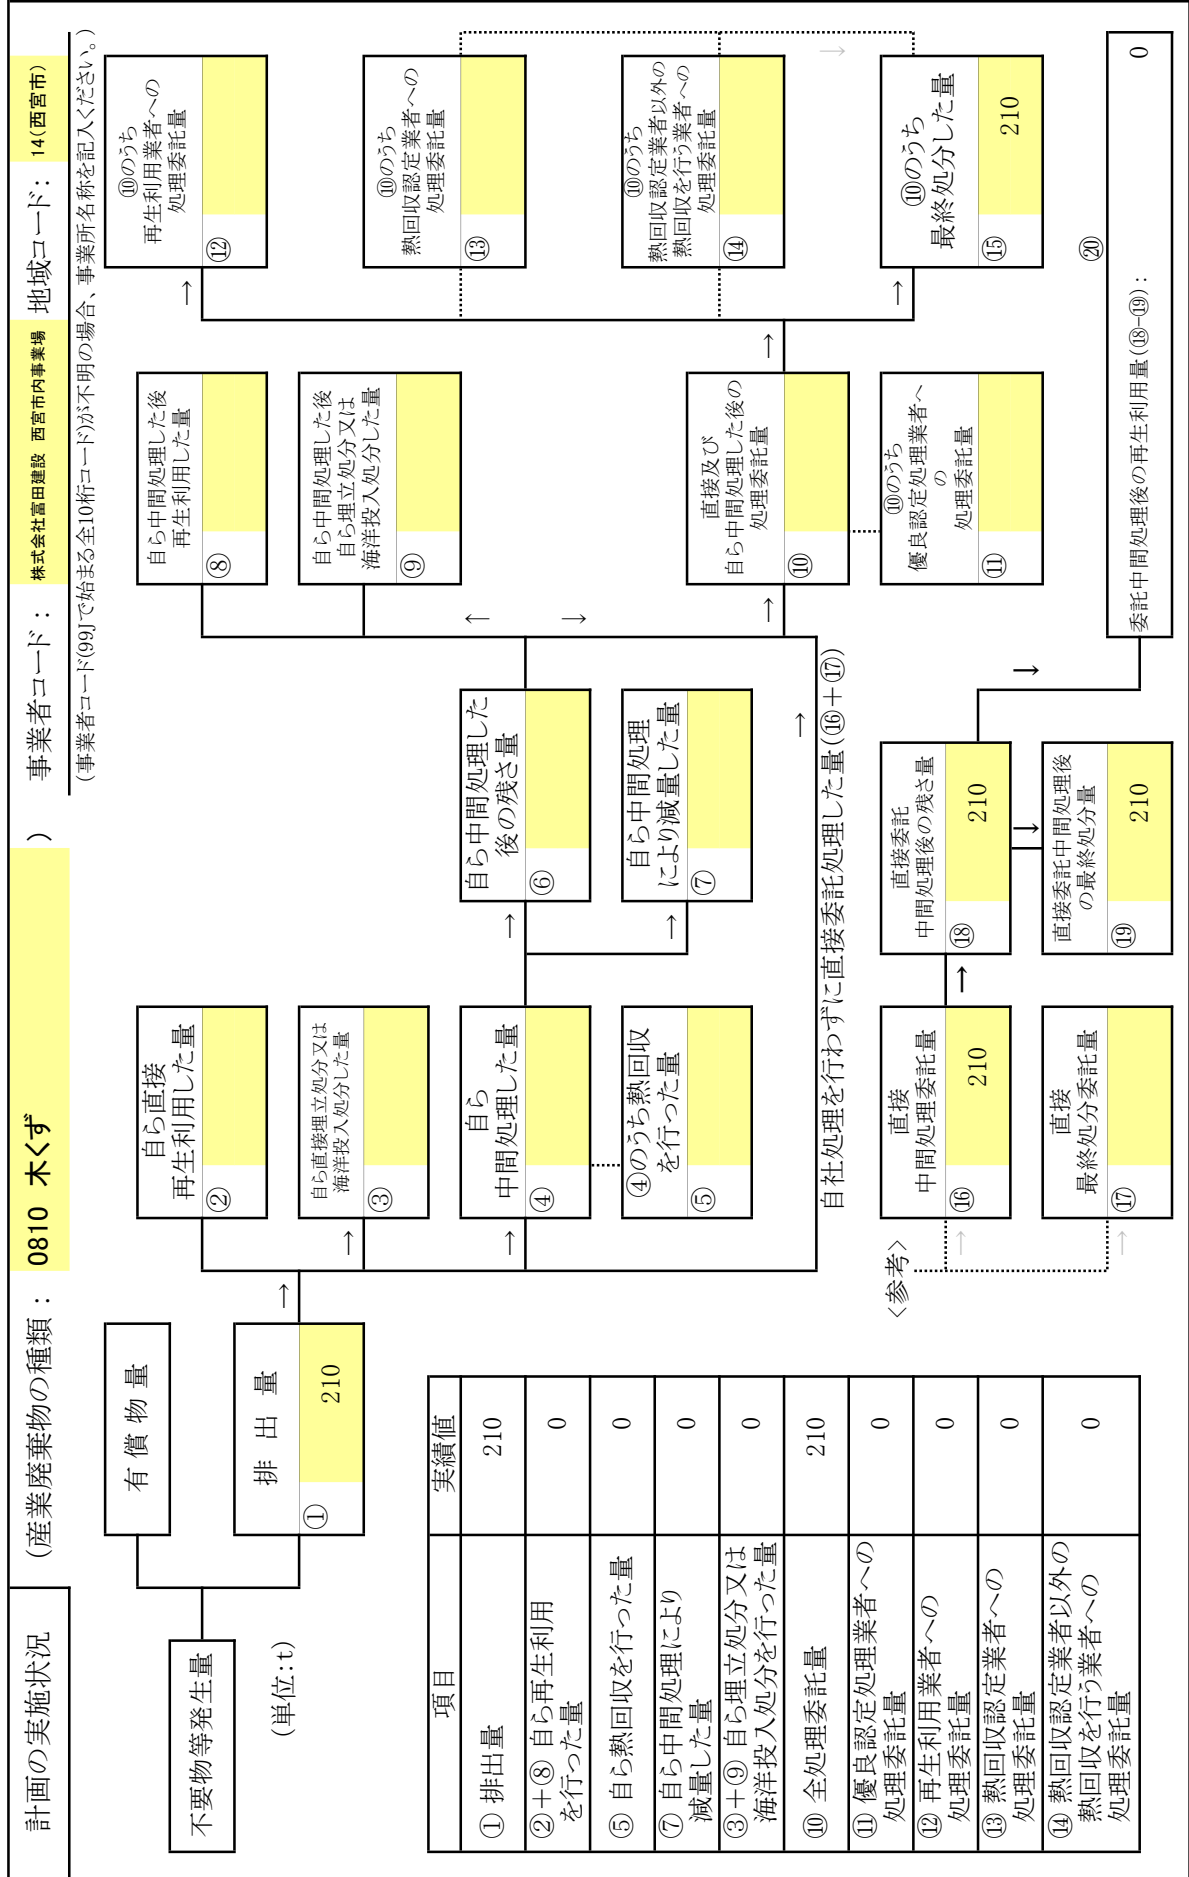 計画の実施状況
(産業廃棄物の種類： 0810 木くず )
事業者コード： 株式会社富田建設 西宮市内事業場 地域コード： 14(西宮市)
(事業者コード(99Jで始まる全10桁コード)が不明の場合、事業所名称を記入ください。)
不要物等発生量
(単位:t)
有 償 物 量
排 出 量
① 210
→
自ら直接
再生利用した量
②
→
自ら直接埋立処分又は
海洋投入処分した量
③
→
自ら
中間処理した量
④
④のうち熱回収
を行った量
⑤
→
自ら中間処理した
後の残さ量
⑥
→
自ら中間処理
により減量した量
⑦
←
→
自ら中間処理した後
再生利用した量
⑧
自ら中間処理した後
自ら埋立処分又は
海洋投入処分した量
⑨
→
直接及び
自ら中間処理した後の
処理委託量
⑩
⑩のうち
優良認定処理業者へ
の
処理委託量
⑪
→
→
⑩のうち
再生利用業者への
処理委託量
⑫
⑩のうち
熱回収認定業者への
処理委託量
⑬
⑩のうち
熱回収認定業者以外の
熱回収を行う業者への
処理委託量
⑭
→
→
⑩のうち
最終処分した量
⑮ 210
→
自社処理を行わずに直接委託処理した量(⑯＋⑰)
<参考>
→
直接
中間処理委託量
⑯ 210
→
直接
最終処分委託量
⑰
→
直接委託
中間処理後の残さ量
⑱ 210
→
直接委託中間処理後
の最終処分量
⑲ 210
→
⑳
委託中間処理後の再生利用量(⑱-⑲)： 0
項目 実績値
① 排出量 210
②＋⑧ 自ら再生利用
を行った量 0
⑤ 自ら熱回収を行った量 0
⑦ 自ら中間処理により
減量した量 0
③＋⑨ 自ら埋立処分又は
海洋投入処分を行った量 0
⑩ 全処理委託量 210
⑪ 優良認定処理業者への
処理委託量 0
⑫ 再生利用業者への
処理委託量 0
⑬ 熱回収認定業者への
処理委託量 0
⑭ 熱回収認定業者以外の
熱回収を行う業者への
処理委託量 0